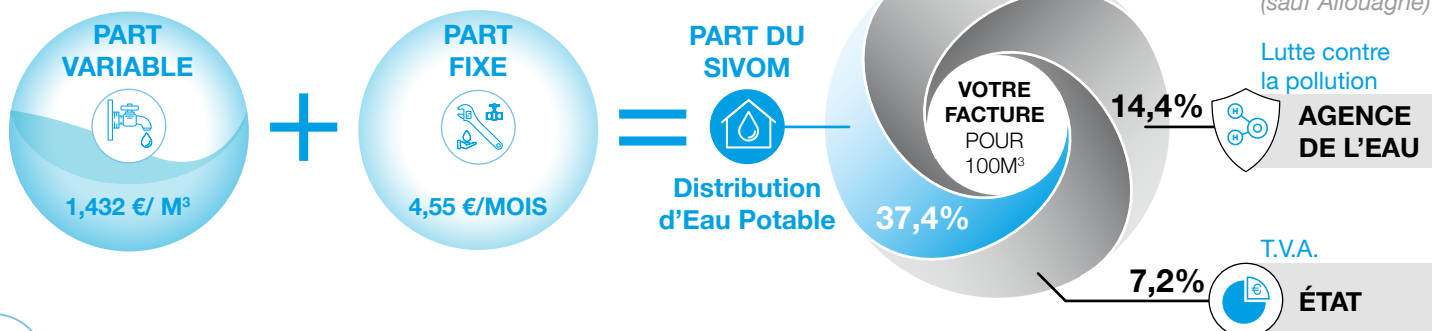 (sauf Allouagne)
PART
VARIABLE
1,432 €/ M³
+
PART
FIXE
4,55 €/MOIS
=
PART DU
SIVOM
Distribution
d'Eau Potable
VOTRE
FACTURE
POUR
100M³
37,4%
Lutte contre
la pollution
14,4%
H
O
H
AGENCE
DE L'EAU
T.V.A.
7,2%
€
ÉTAT